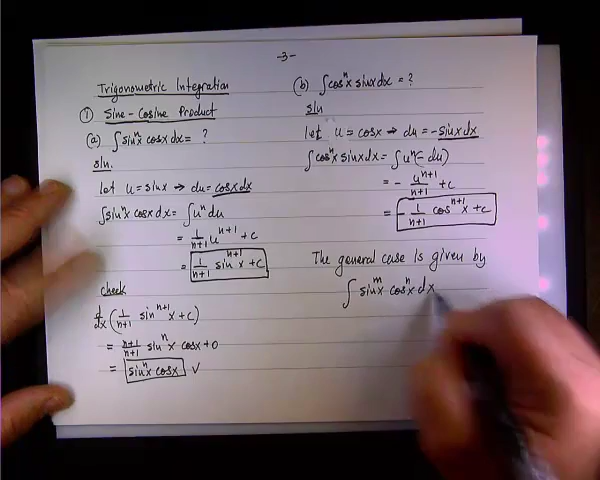 -3-
Trigonometric Integration
① Sine-Cosine Product
(a) ∫sinⁿx cosx dx = ?
sln.
let u = sinx → du = cosx dx
∫sinⁿx cosx dx = ∫uⁿ du
= 1/(n+1) uⁿ⁺¹ + c
= 1/(n+1) sinⁿ⁺¹x + c
check
d/dx (1/(n+1) sinⁿ⁺¹x + c)
= (n+1)/(n+1) sinⁿx cosx + 0
= sinⁿx cosx √
(b) ∫cosⁿx sinx dx = ?
sln
let u = cosx → du = -sinx dx
∫cosⁿx sinx dx = ∫uⁿ(-du)
= - uⁿ⁺¹/(n+1) + c
= - 1/(n+1) cosⁿ⁺¹x + c
The general case is given by
∫sinᵐx cosⁿx dx